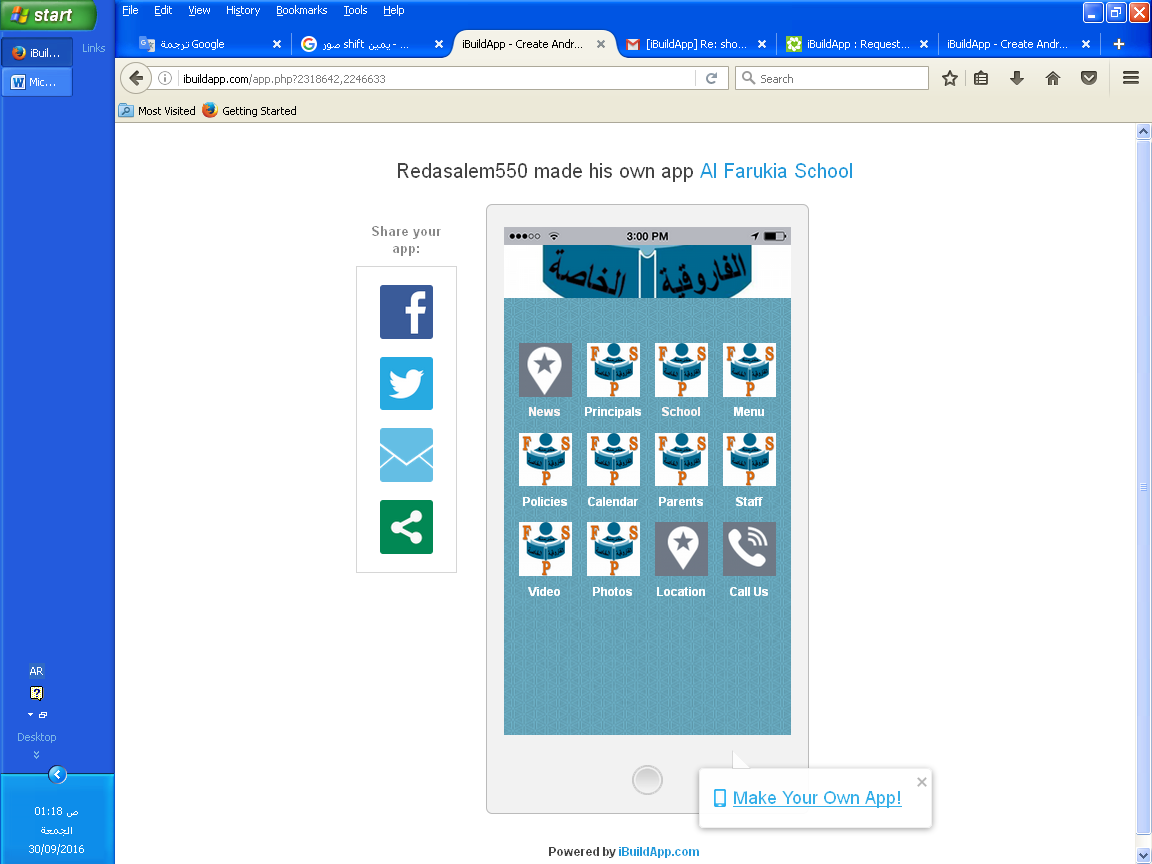 start
Links
iBuil...
Mic...
AR
Desktop
01:18 ص
الجمعة
30/09/2016
File Edit View History Bookmarks Tools Help
ترجمة Google
صور shift يمين - ...
iBuildApp - Create Andr...
[iBuildApp] Re: sho...
iBuildApp : Request...
iBuildApp - Create Andr...
ibuildapp.com/app.php?2318642,2246633
Search
Most Visited
Getting Started
Redasalem550 made his own app Al Farukia School
Share your
app:
3:00 PM
الفاروقية الخاصة
News Principals School Menu
F S P F S P F S P
Policies Calendar Parents Staff
F S P F S P F S P F S P
Video Photos Location Call Us
F S P F S P
Make Your Own App!
Powered by iBuildApp.com